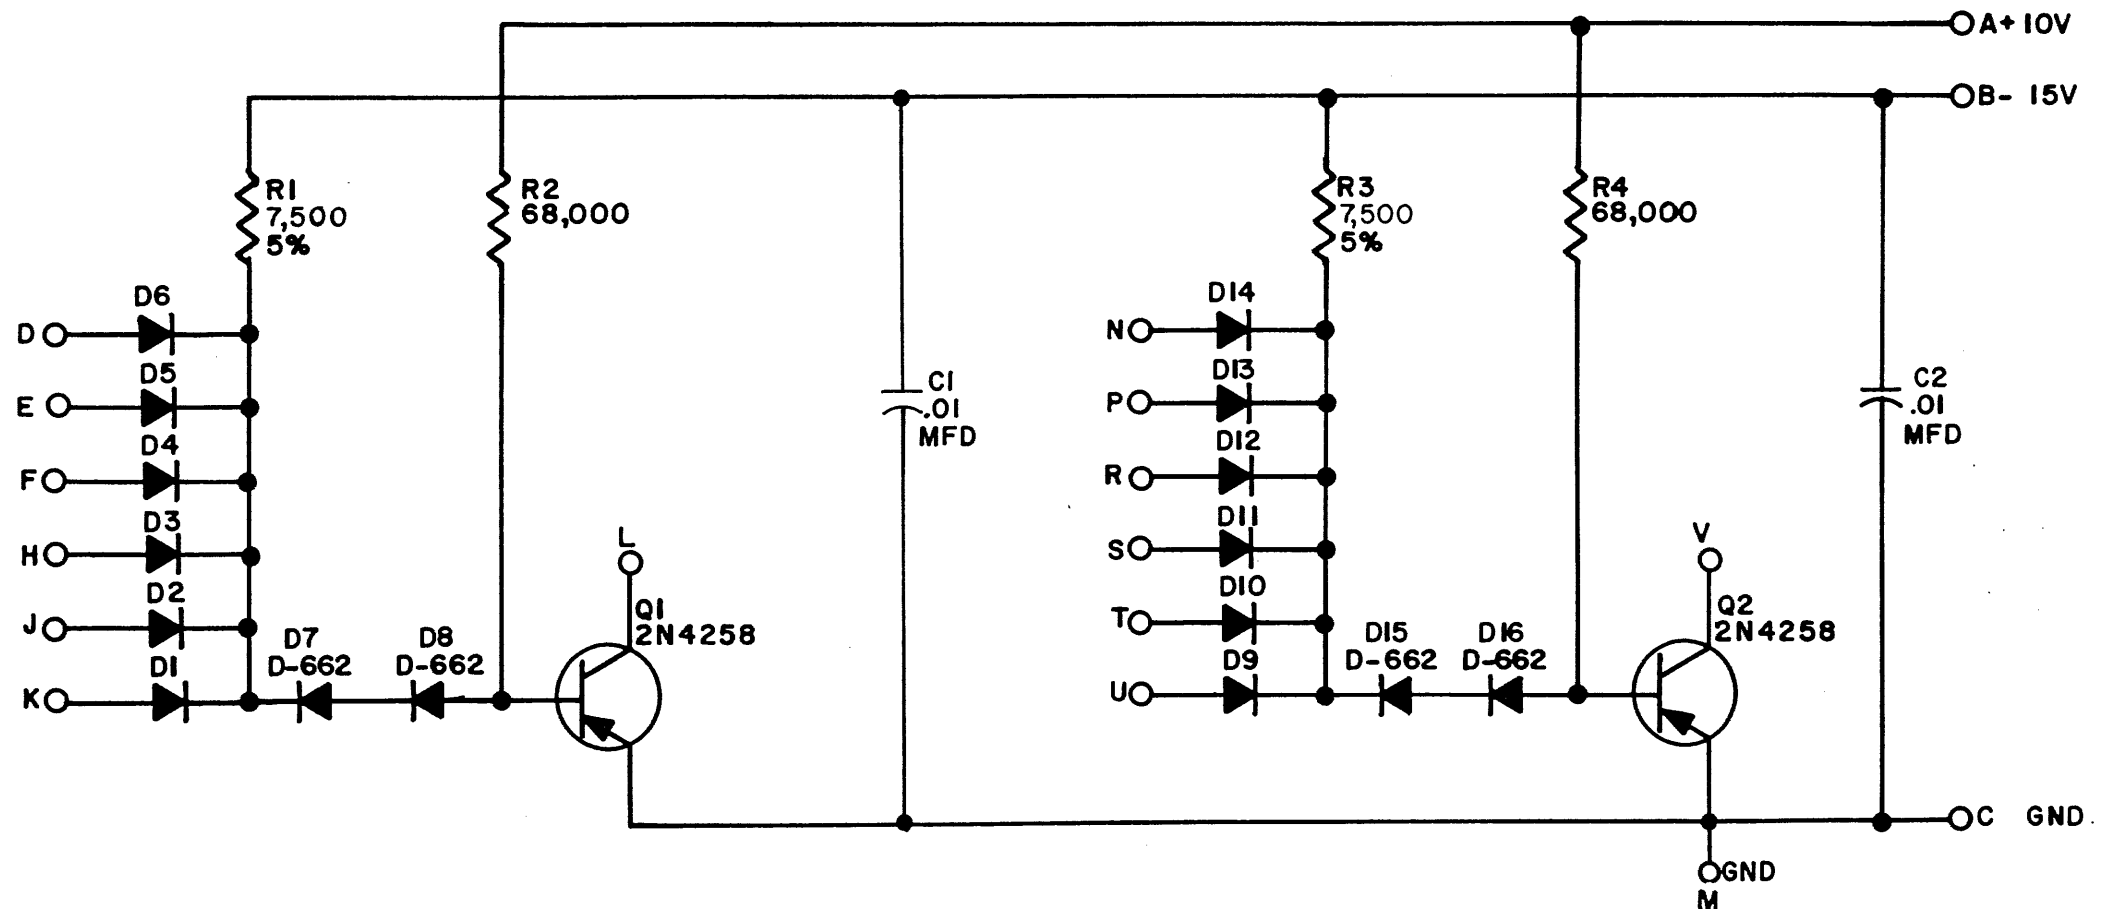 A+ 10V
B- 15V
R1
7,500
5%
R2
68,000
R3
7,500
5%
R4
68,000
D6
D
D5
E
D4
F
D3
H
D2
J
D1
K
D7
D-662
D8
D-662
L
Q1
2N4258
C1
.01
MFD
D14
N
D13
P
D12
R
D11
S
D10
T
D9
U
D15
D-662
D16
D-662
V
Q2
2N4258
C2
.01
MFD
C GND.
GND
M